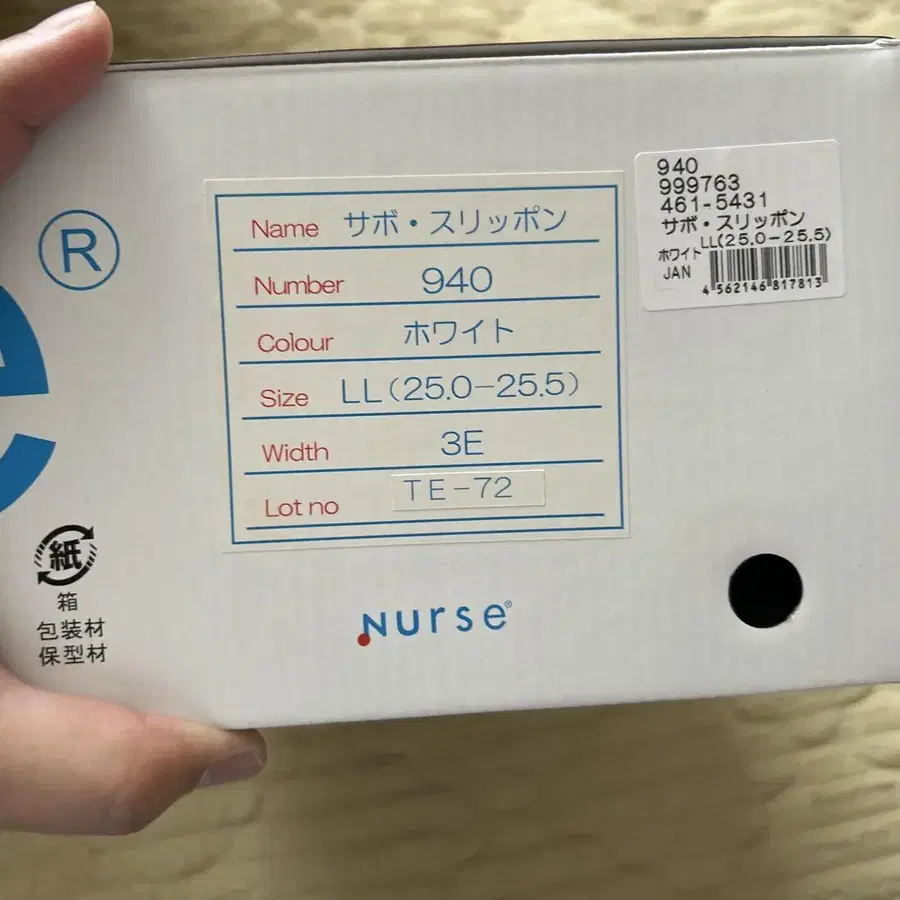 Name サボ・スリッポン
Number 940
Colour ホワイト
Size LL(25.0-25.5)
Width 3E
Lot no TE-72
940
999763
461-5431
サボ・スリッポン
LL(25.0-25.5)
ホワイト
JAN
4 562146 817813
®
e
紙
箱
包装材
保型材
Nurse®